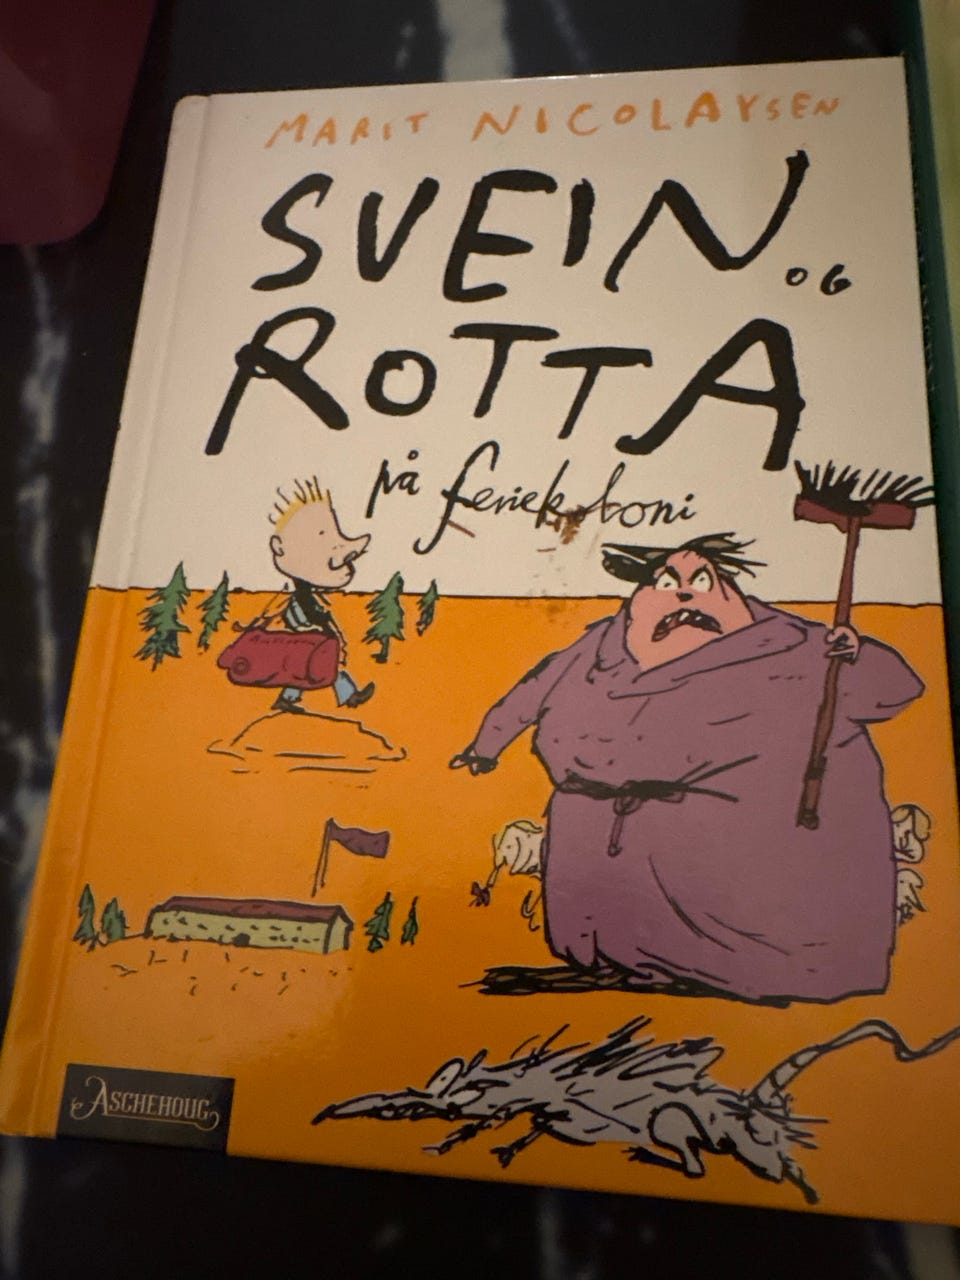 MARIT NICOLAYSEN
SVEIN OG
ROTTA
på feriekoloni
ASCHEHOUG